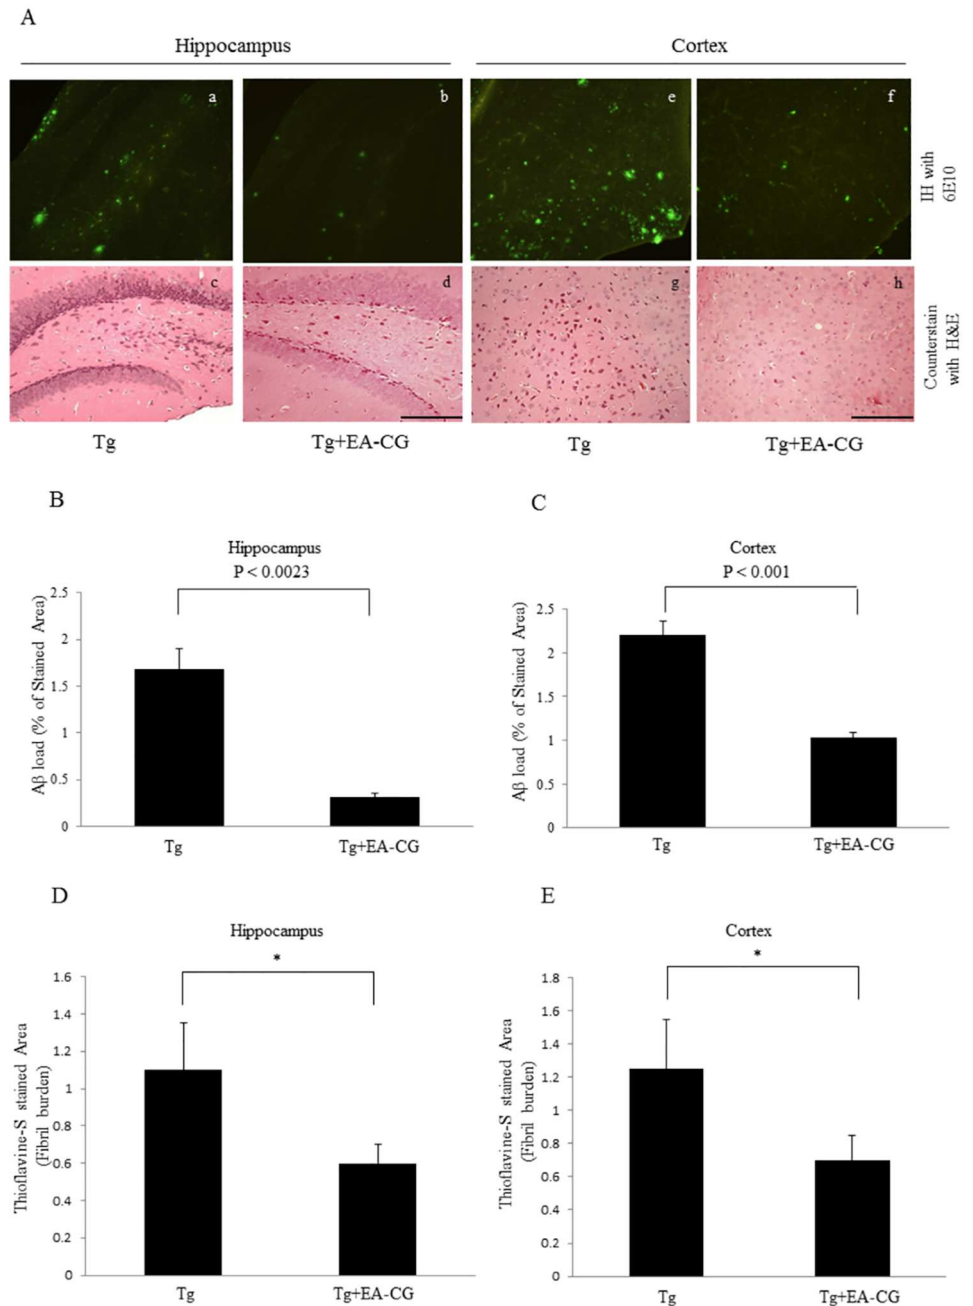 A
Hippocampus
Cortex
a
b
e
f
IH with
6E10
c
d
g
h
Counterstain
with H&E
Tg
Tg+EA-CG
Tg
Tg+EA-CG
B
Hippocampus
P < 0.0023
Aβ load (% of Stained Area)
2.5
2
1.5
1
0.5
0
Tg
Tg+EA-CG
C
Cortex
P < 0.001
Aβ load (% of Stained Area)
2.5
2
1.5
1
0.5
0
Tg
Tg+EA-CG
D
Hippocampus
*
Thioflavine-S stained Area
(Fibril burden)
1.6
1.4
1.2
1
0.8
0.6
0.4
0.2
0
Tg
Tg+EA-CG
E
Cortex
*
Thioflavine-S stained Area
(Fibril burden)
1.8
1.6
1.4
1.2
1
0.8
0.6
0.4
0.2
0
Tg
Tg+EA-CG